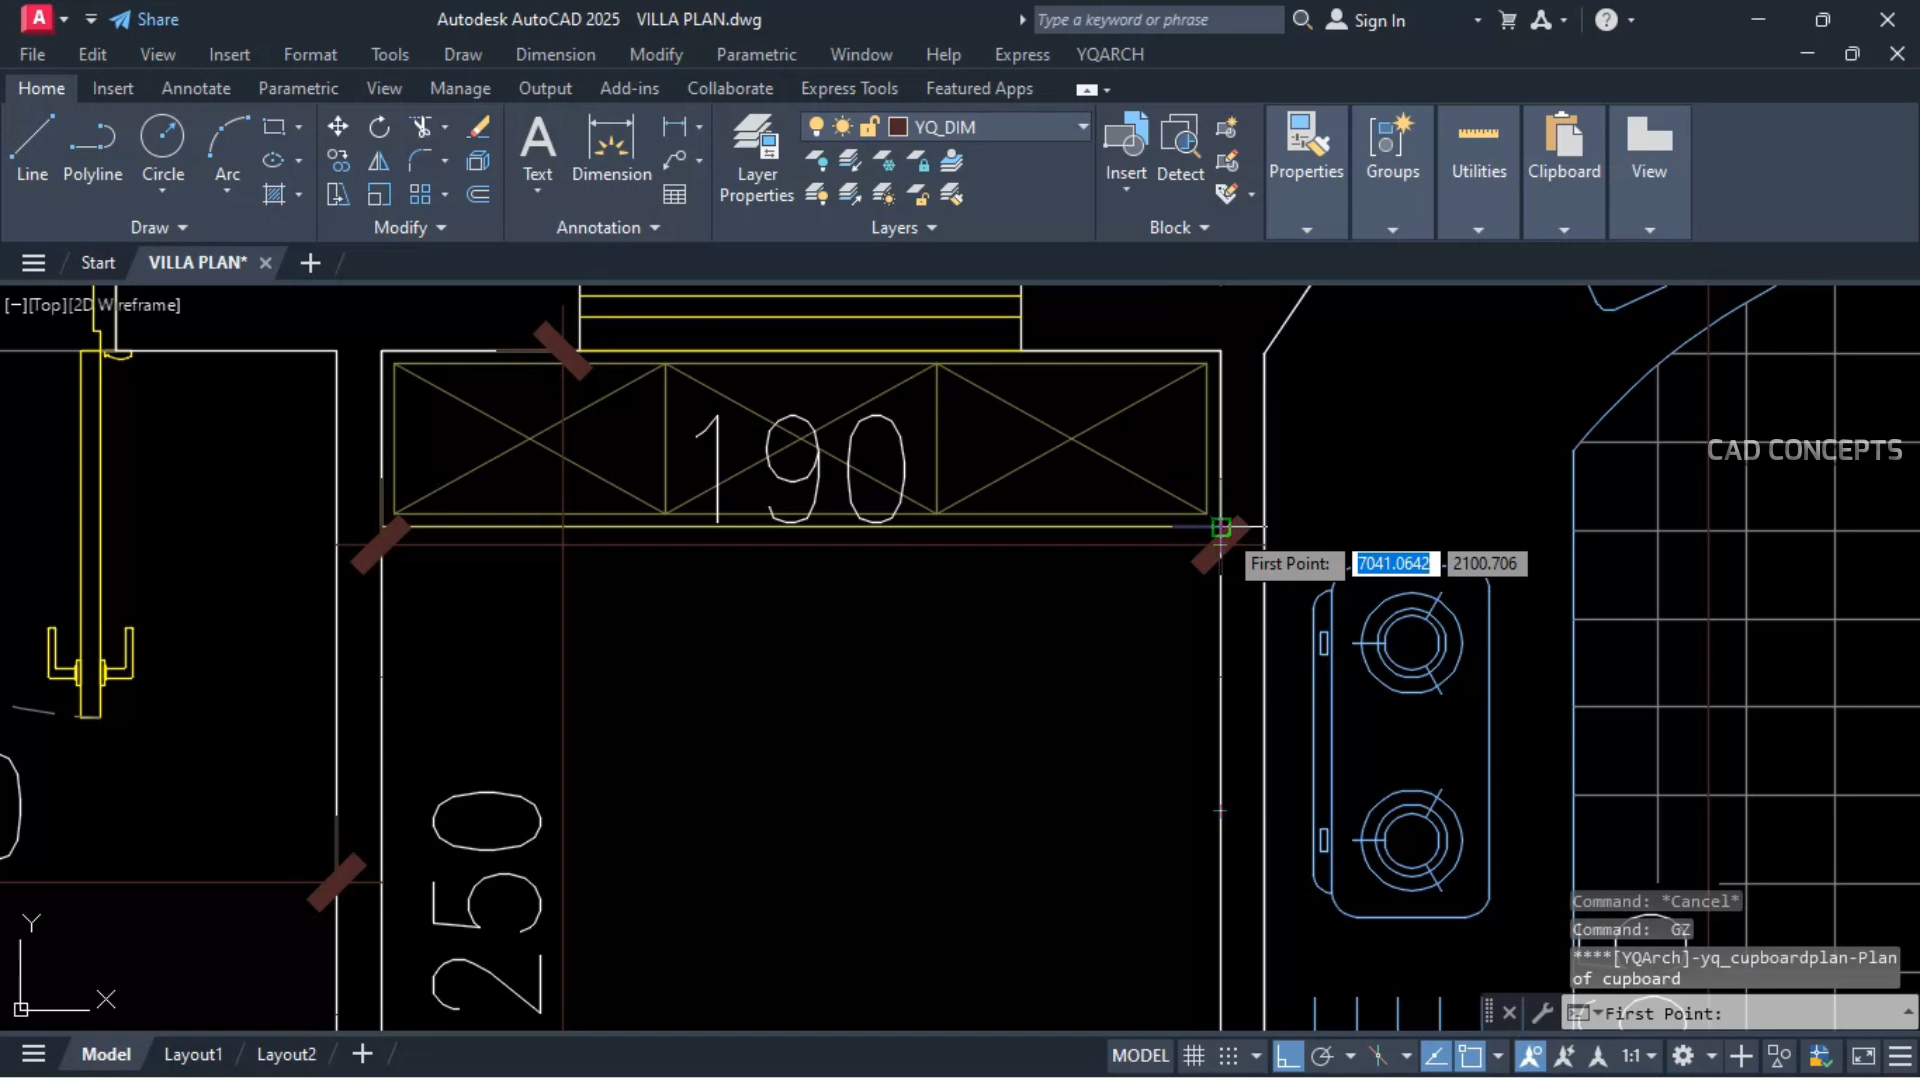 A Share Autodesk AutoCAD 2025 VILLA PLAN.dwg Type a keyword or phrase Sign In
File Edit View Insert Format Tools Draw Dimension Modify Parametric Window Help Express YQARCH
Home Insert Annotate Parametric View Manage Output Add-ins Collaborate Express Tools Featured Apps
YQ_DIM
Line Polyline Circle Arc Text Dimension Layer Properties Insert Detect Properties Groups Utilities Clipboard View
Draw Modify Annotation Layers Block
Start VILLA PLAN*
[−][Top][2D Wireframe]
190
CAD CONCEPTS
First Point: 7041.0642 2100.706
250
Command: *Cancel*
Command: GZ
****[YQArch]-yq_cupboardplan-Plan
of cupboard
Y
X
First Point:
Model Layout1 Layout2 MODEL 1:1